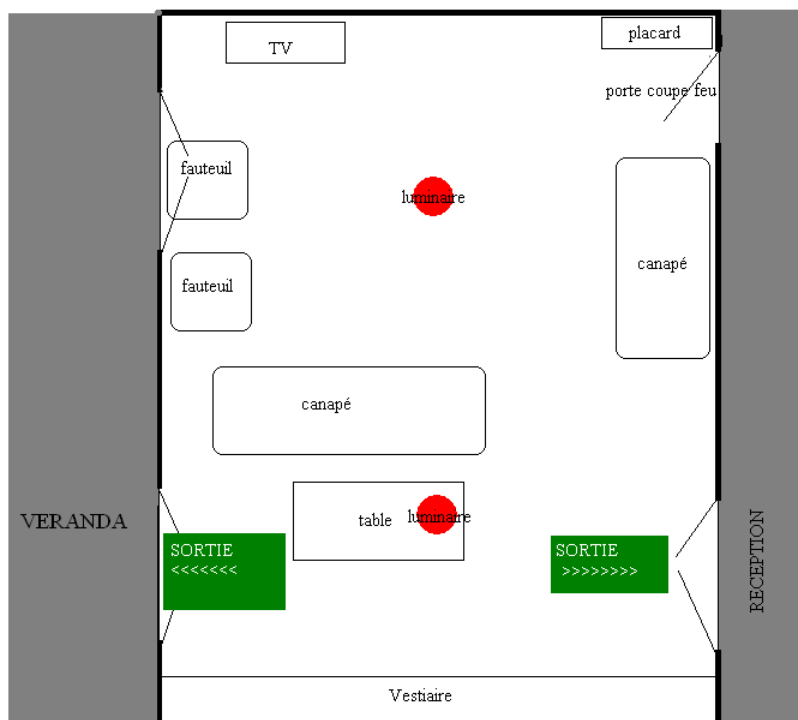 TV
placard
porte coupe feu
fauteuil
luminaire
canapé
fauteuil
canapé
VERANDA
table
luminaire
SORTIE
<<<<<<<
SORTIE
>>>>>>>>
RECEPTION
Vestiaire